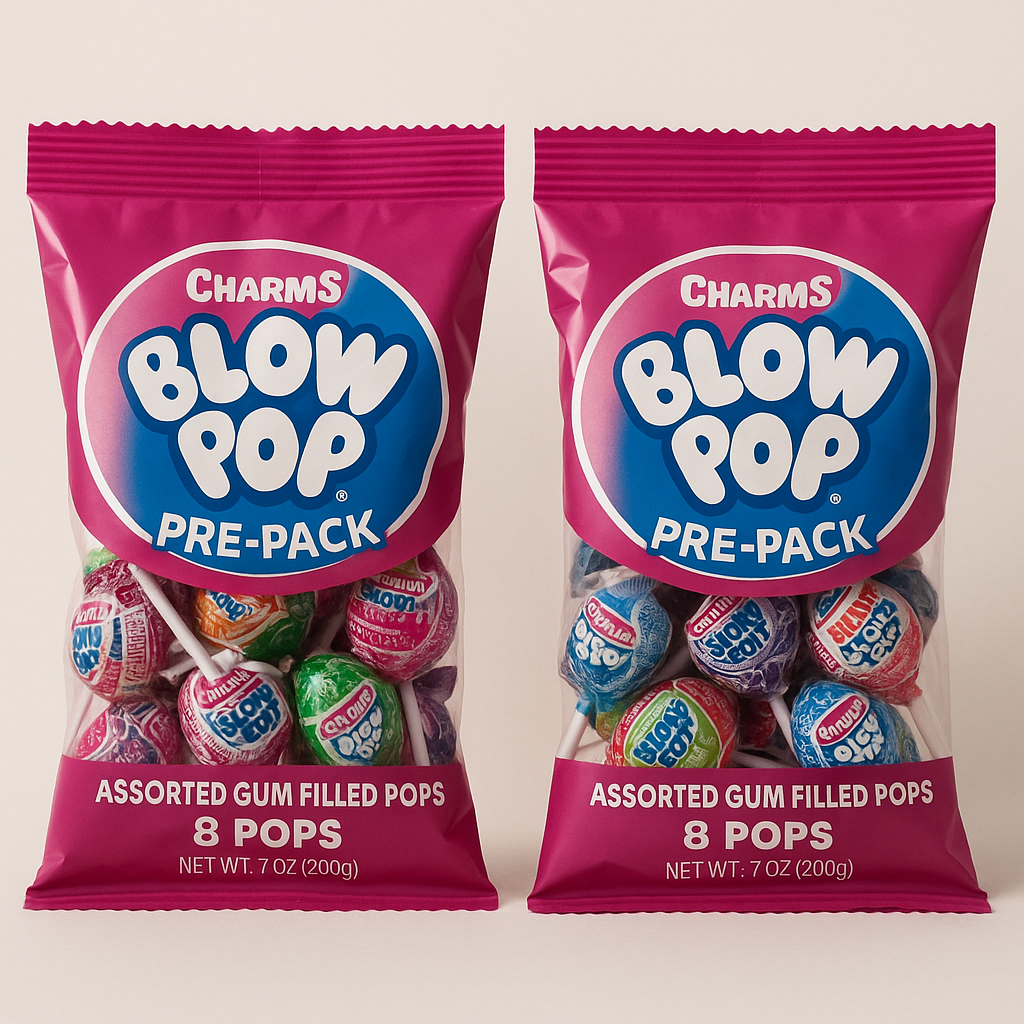 CHARMS
BLOW
POP
®
PRE-PACK
ASSORTED GUM FILLED POPS
8 POPS
NET WT. 7 OZ (200g)
CHARMS
BLOW
POP
®
PRE-PACK
ASSORTED GUM FILLED POPS
8 POPS
NET WT: 7 OZ (200g)